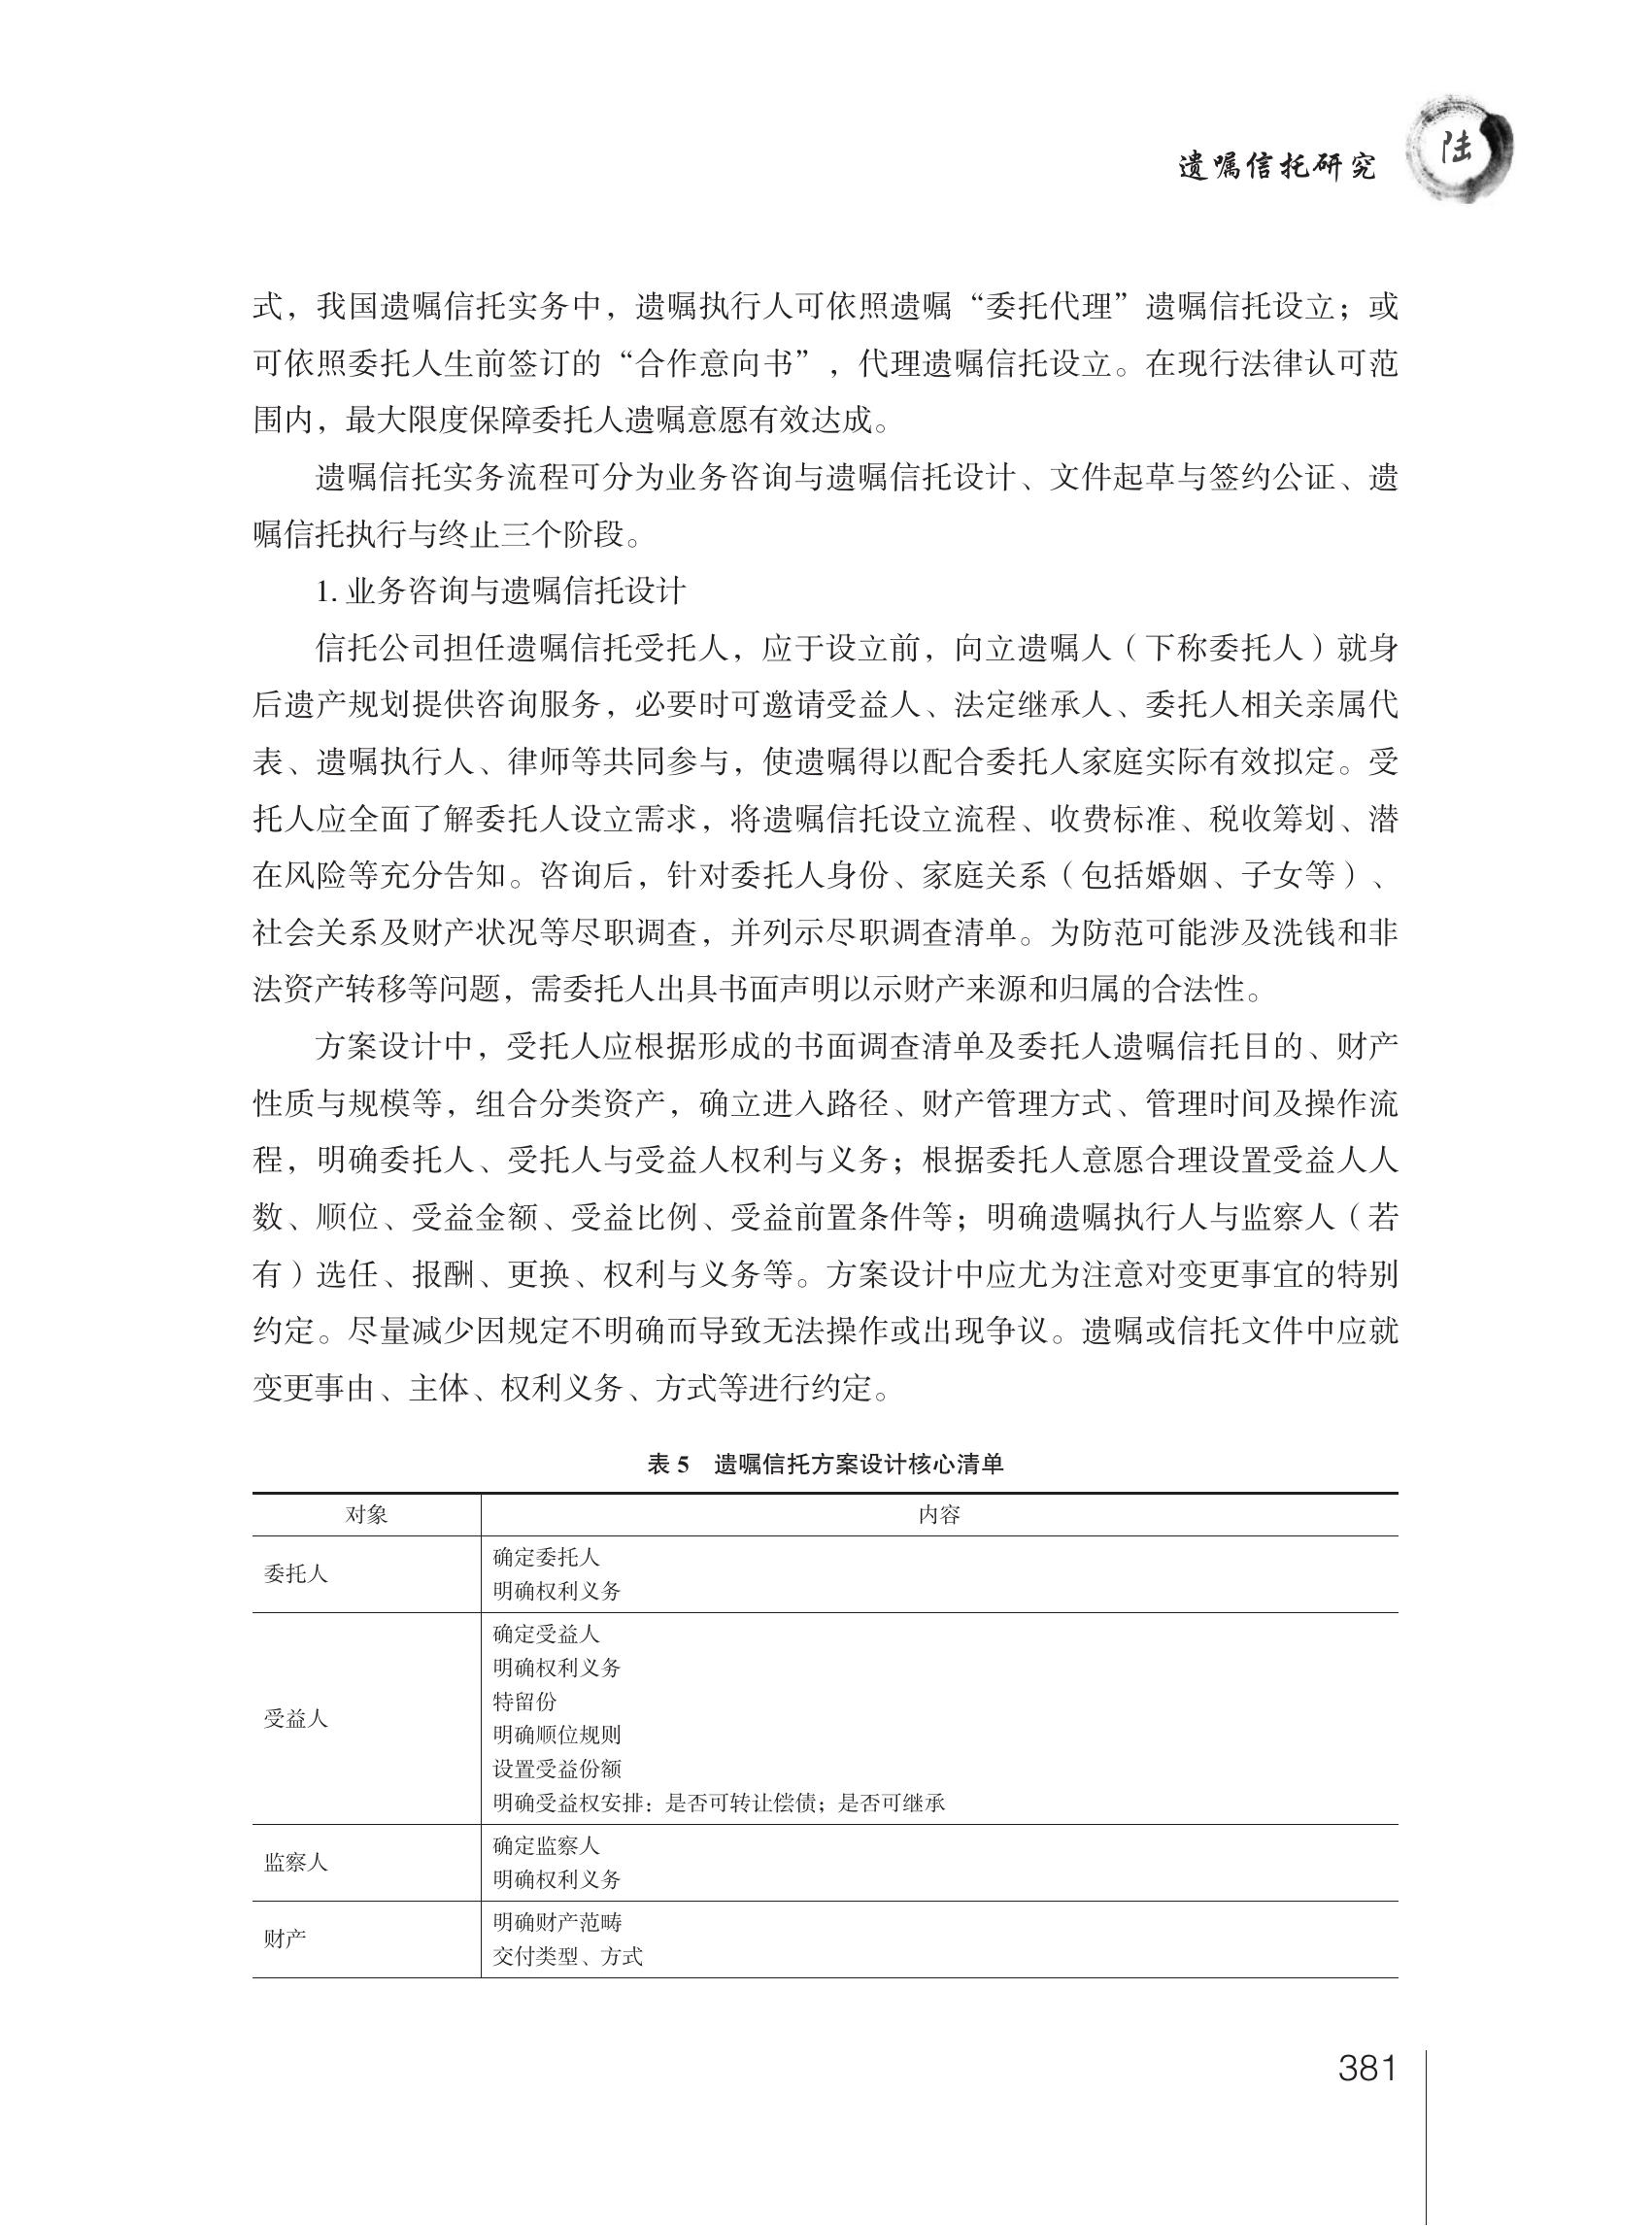 遗嘱信托研究
陆
式，我国遗嘱信托实务中，遗嘱执行人可依照遗嘱“委托代理”遗嘱信托设立；或
可依照委托人生前签订的“合作意向书”，代理遗嘱信托设立。在现行法律认可范
围内，最大限度保障委托人遗嘱意愿有效达成。
遗嘱信托实务流程可分为业务咨询与遗嘱信托设计、文件起草与签约公证、遗
嘱信托执行与终止三个阶段。
1. 业务咨询与遗嘱信托设计
信托公司担任遗嘱信托受托人，应于设立前，向立遗嘱人（下称委托人）就身
后遗产规划提供咨询服务，必要时可邀请受益人、法定继承人、委托人相关亲属代
表、遗嘱执行人、律师等共同参与，使遗嘱得以配合委托人家庭实际有效拟定。受
托人应全面了解委托人设立需求，将遗嘱信托设立流程、收费标准、税收筹划、潜
在风险等充分告知。咨询后，针对委托人身份、家庭关系（包括婚姻、子女等）、
社会关系及财产状况等尽职调查，并列示尽职调查清单。为防范可能涉及洗钱和非
法资产转移等问题，需委托人出具书面声明以示财产来源和归属的合法性。
方案设计中，受托人应根据形成的书面调查清单及委托人遗嘱信托目的、财产
性质与规模等，组合分类资产，确立进入路径、财产管理方式、管理时间及操作流
程，明确委托人、受托人与受益人权利与义务；根据委托人意愿合理设置受益人人
数、顺位、受益金额、受益比例、受益前置条件等；明确遗嘱执行人与监察人（若
有）选任、报酬、更换、权利与义务等。方案设计中应尤为注意对变更事宜的特别
约定。尽量减少因规定不明确而导致无法操作或出现争议。遗嘱或信托文件中应就
变更事由、主体、权利义务、方式等进行约定。
表 5 遗嘱信托方案设计核心清单
对象 内容
委托人
确定委托人
明确权利义务
受益人
确定受益人
明确权利义务
特留份
明确顺位规则
设置受益份额
明确受益权安排：是否可转让偿债；是否可继承
监察人
确定监察人
明确权利义务
财产
明确财产范畴
交付类型、方式
381